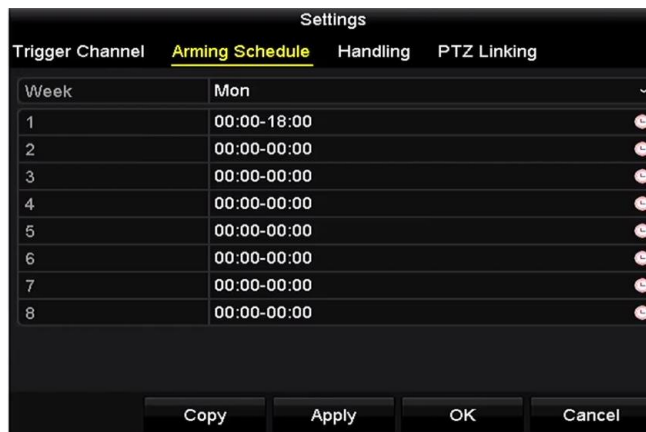 Settings
Trigger Channel Arming Schedule Handling PTZ Linking
Week Mon
1 00:00-18:00
2 00:00-00:00
3 00:00-00:00
4 00:00-00:00
5 00:00-00:00
6 00:00-00:00
7 00:00-00:00
8 00:00-00:00
Copy Apply OK Cancel